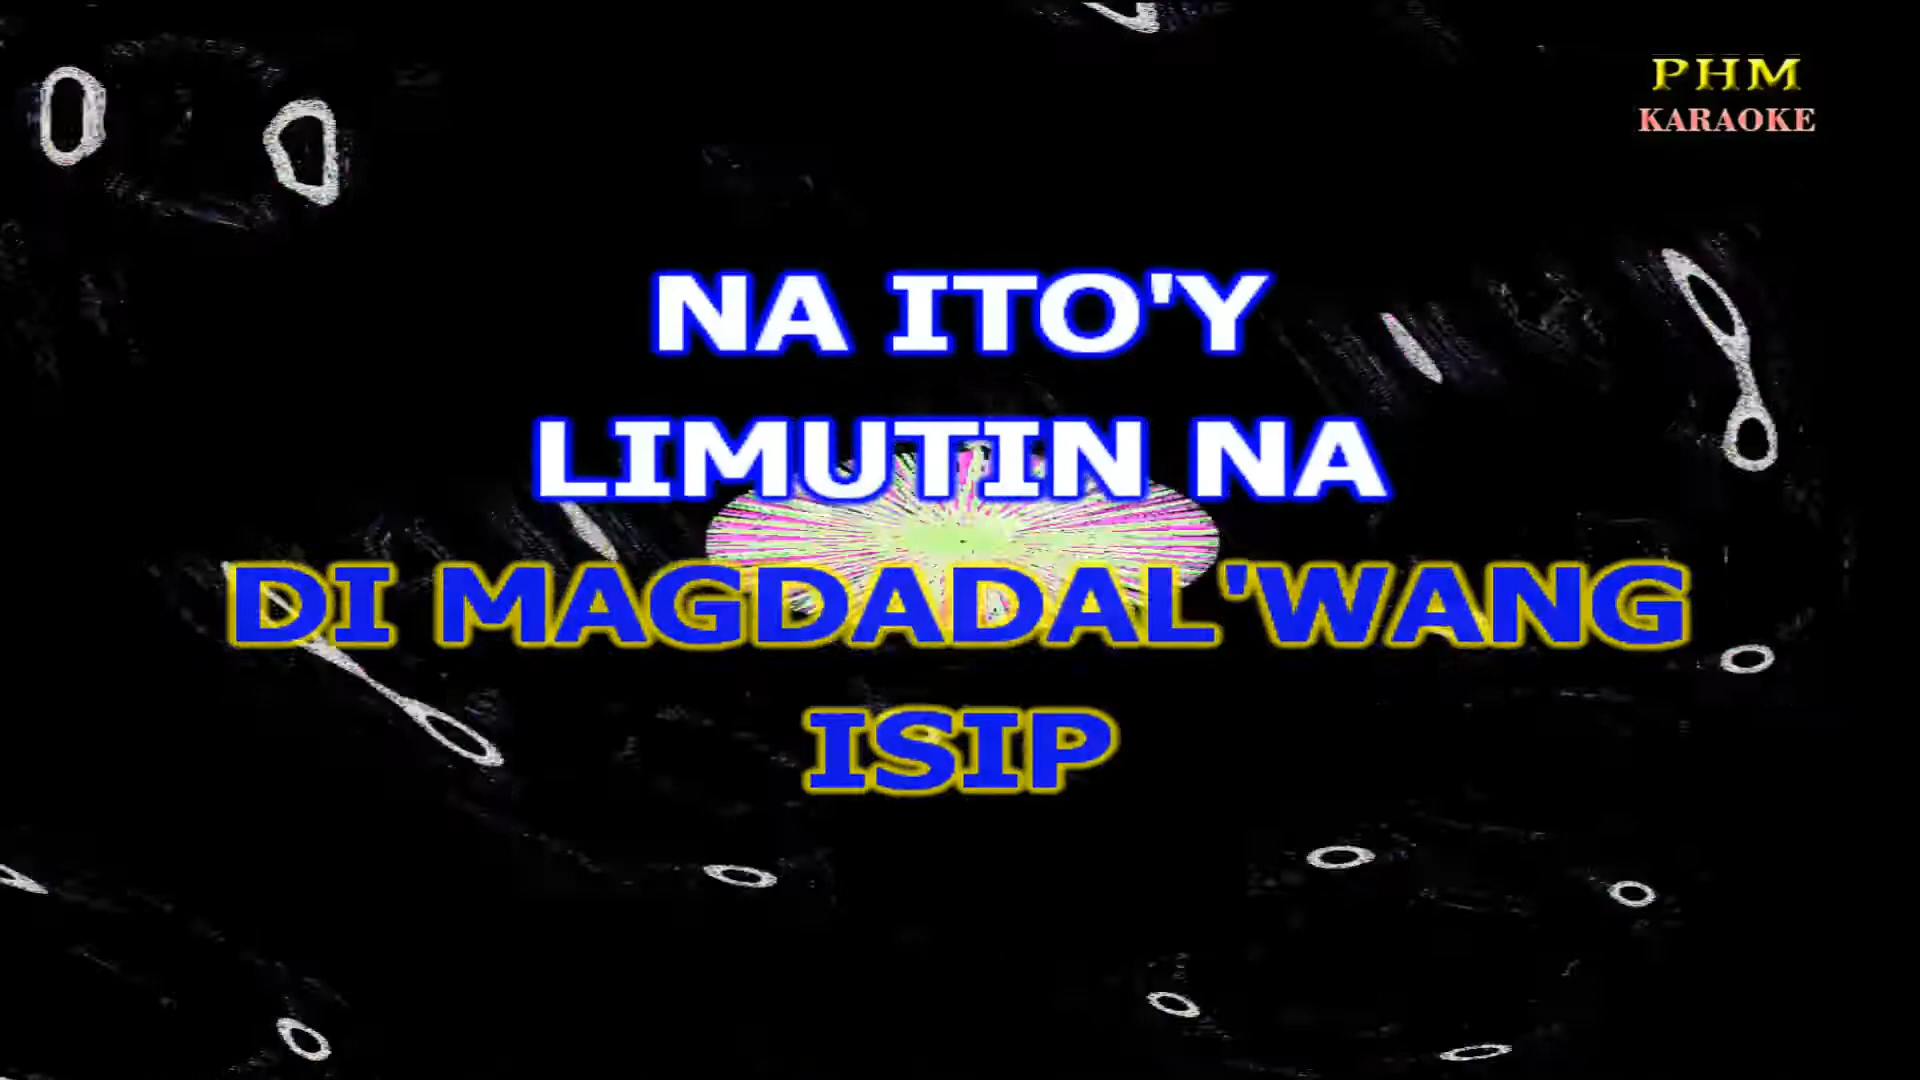 PHM
KARAOKE
NA ITO'Y
LIMUTIN NA
DI MAGDADAL'WANG
ISIP